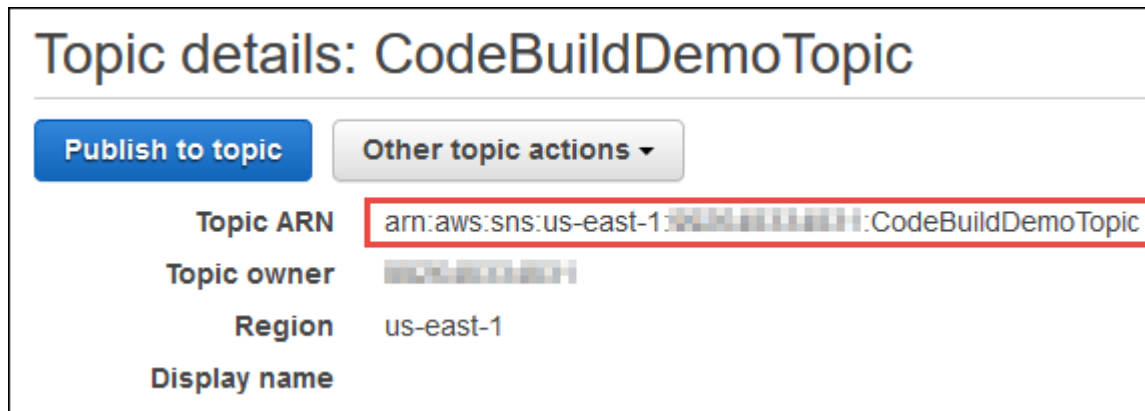 Topic details: CodeBuildDemoTopic
Publish to topic Other topic actions
Topic ARN arn:aws:sns:us-east-1: :CodeBuildDemoTopic
Topic owner
Region us-east-1
Display name